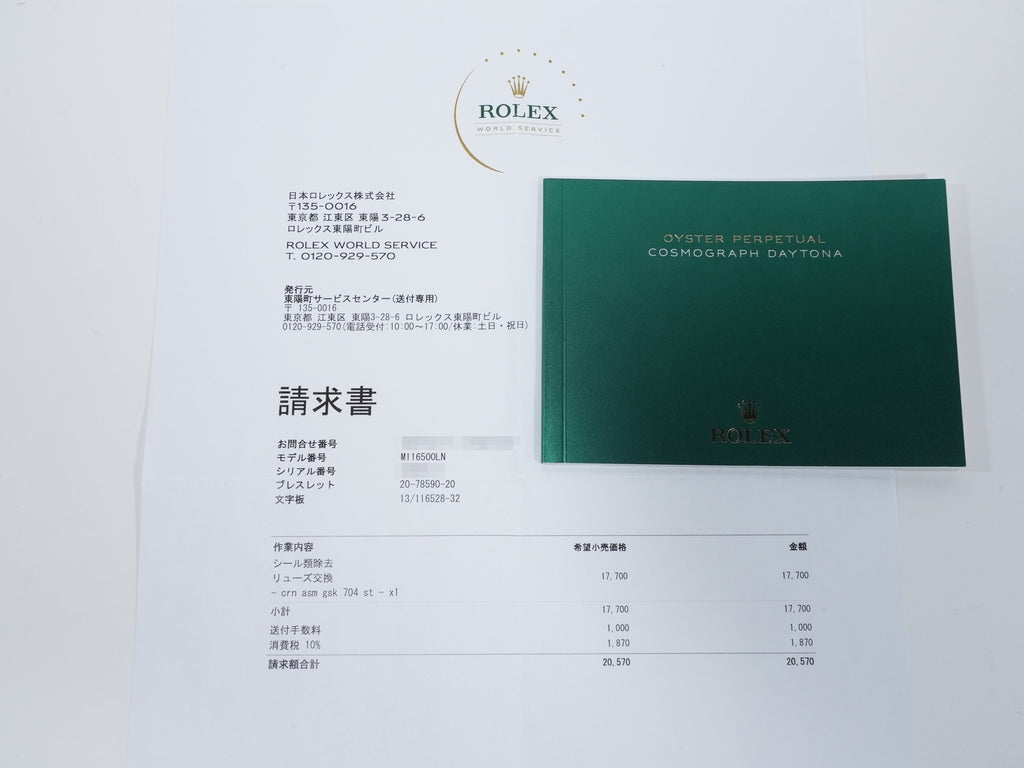 ROLEX
WORLD SERVICE
日本ロレックス株式会社
〒135-0016
東京都 江東区 東陽 3-28-6
ロレックス東陽町ビル
ROLEX WORLD SERVICE
T. 0120-929-570
発行元
東陽町サービスセンター(送付専用)
〒 135-0016
東京都 江東区 東陽3-28-6 ロレックス東陽町ビル
0120-929-570(電話受付:10:00～17:00/休業:土日・祝日)
OYSTER PERPETUAL
COSMOGRAPH DAYTONA
ROLEX
請求書
お問合せ番号
モデル番号 M116500LN
シリアル番号
ブレスレット 20-78590-20
文字板 13/116528-32
作業内容 希望小売価格 金額
シール類除去
リューズ交換 17,700 17,700
- crn asm gsk 704 st - x1
小計 17,700 17,700
送付手数料 1,000 1,000
消費税 10% 1,870 1,870
請求額合計 20,570 20,570